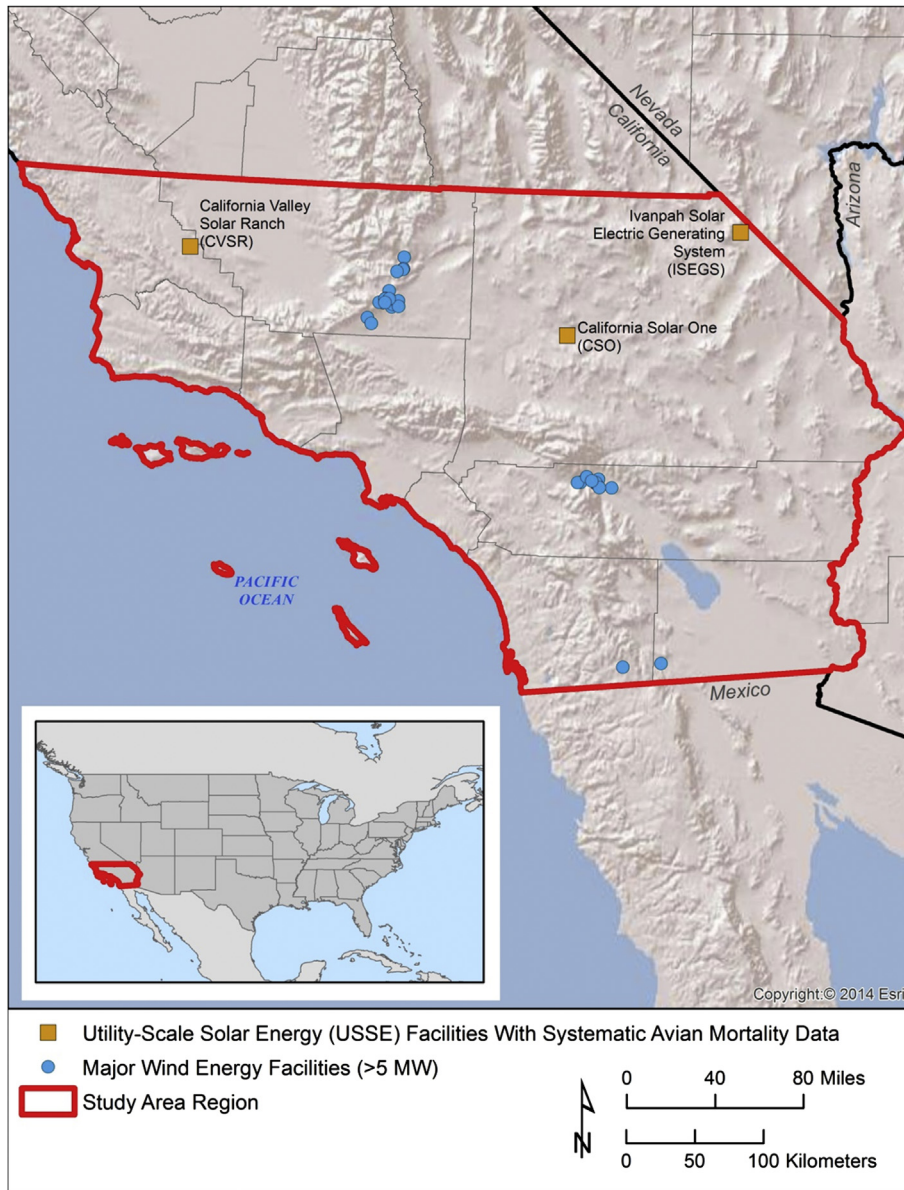 Nevada
California
Arizona
California Valley
Solar Ranch
(CVSR)
Ivanpah Solar
Electric Generating
System
(ISEGS)
California Solar One
(CSO)
PACIFIC
OCEAN
Mexico
Copyright:© 2014 Esri
Utility-Scale Solar Energy (USSE) Facilities With Systematic Avian Mortality Data
Major Wind Energy Facilities (>5 MW)
Study Area Region
N
0 40 80 Miles
0 50 100 Kilometers